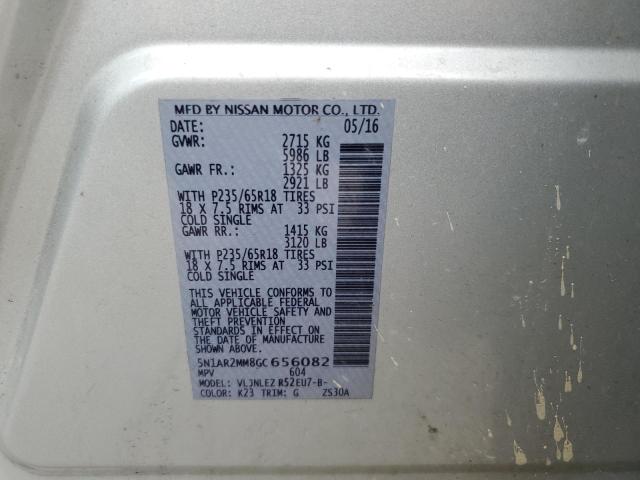 MFD BY NISSAN MOTOR CO., LTD.
DATE: 05/16
GVWR: 2715 KG
5986 LB
GAWR FR.: 1325 KG
2921 LB
WITH P235/65R18 TIRES
18 X 7.5 RIMS AT 33 PSI
COLD SINGLE
GAWR RR.: 1415 KG
3120 LB
WITH P235/65R18 TIRES
18 X 7.5 RIMS AT 33 PSI
COLD SINGLE
THIS VEHICLE CONFORMS TO
ALL APPLICABLE FEDERAL
MOTOR VEHICLE SAFETY AND
THEFT PREVENTION
STANDARDS IN EFFECT ON
THE DATE OF MANUFACTURE
SHOWN ABOVE.
5N1AR2MM8GC656082
MPV 604
MODEL: VLJNLEZ R52EU7-B-
COLOR: K23 TRIM: G ZS30A